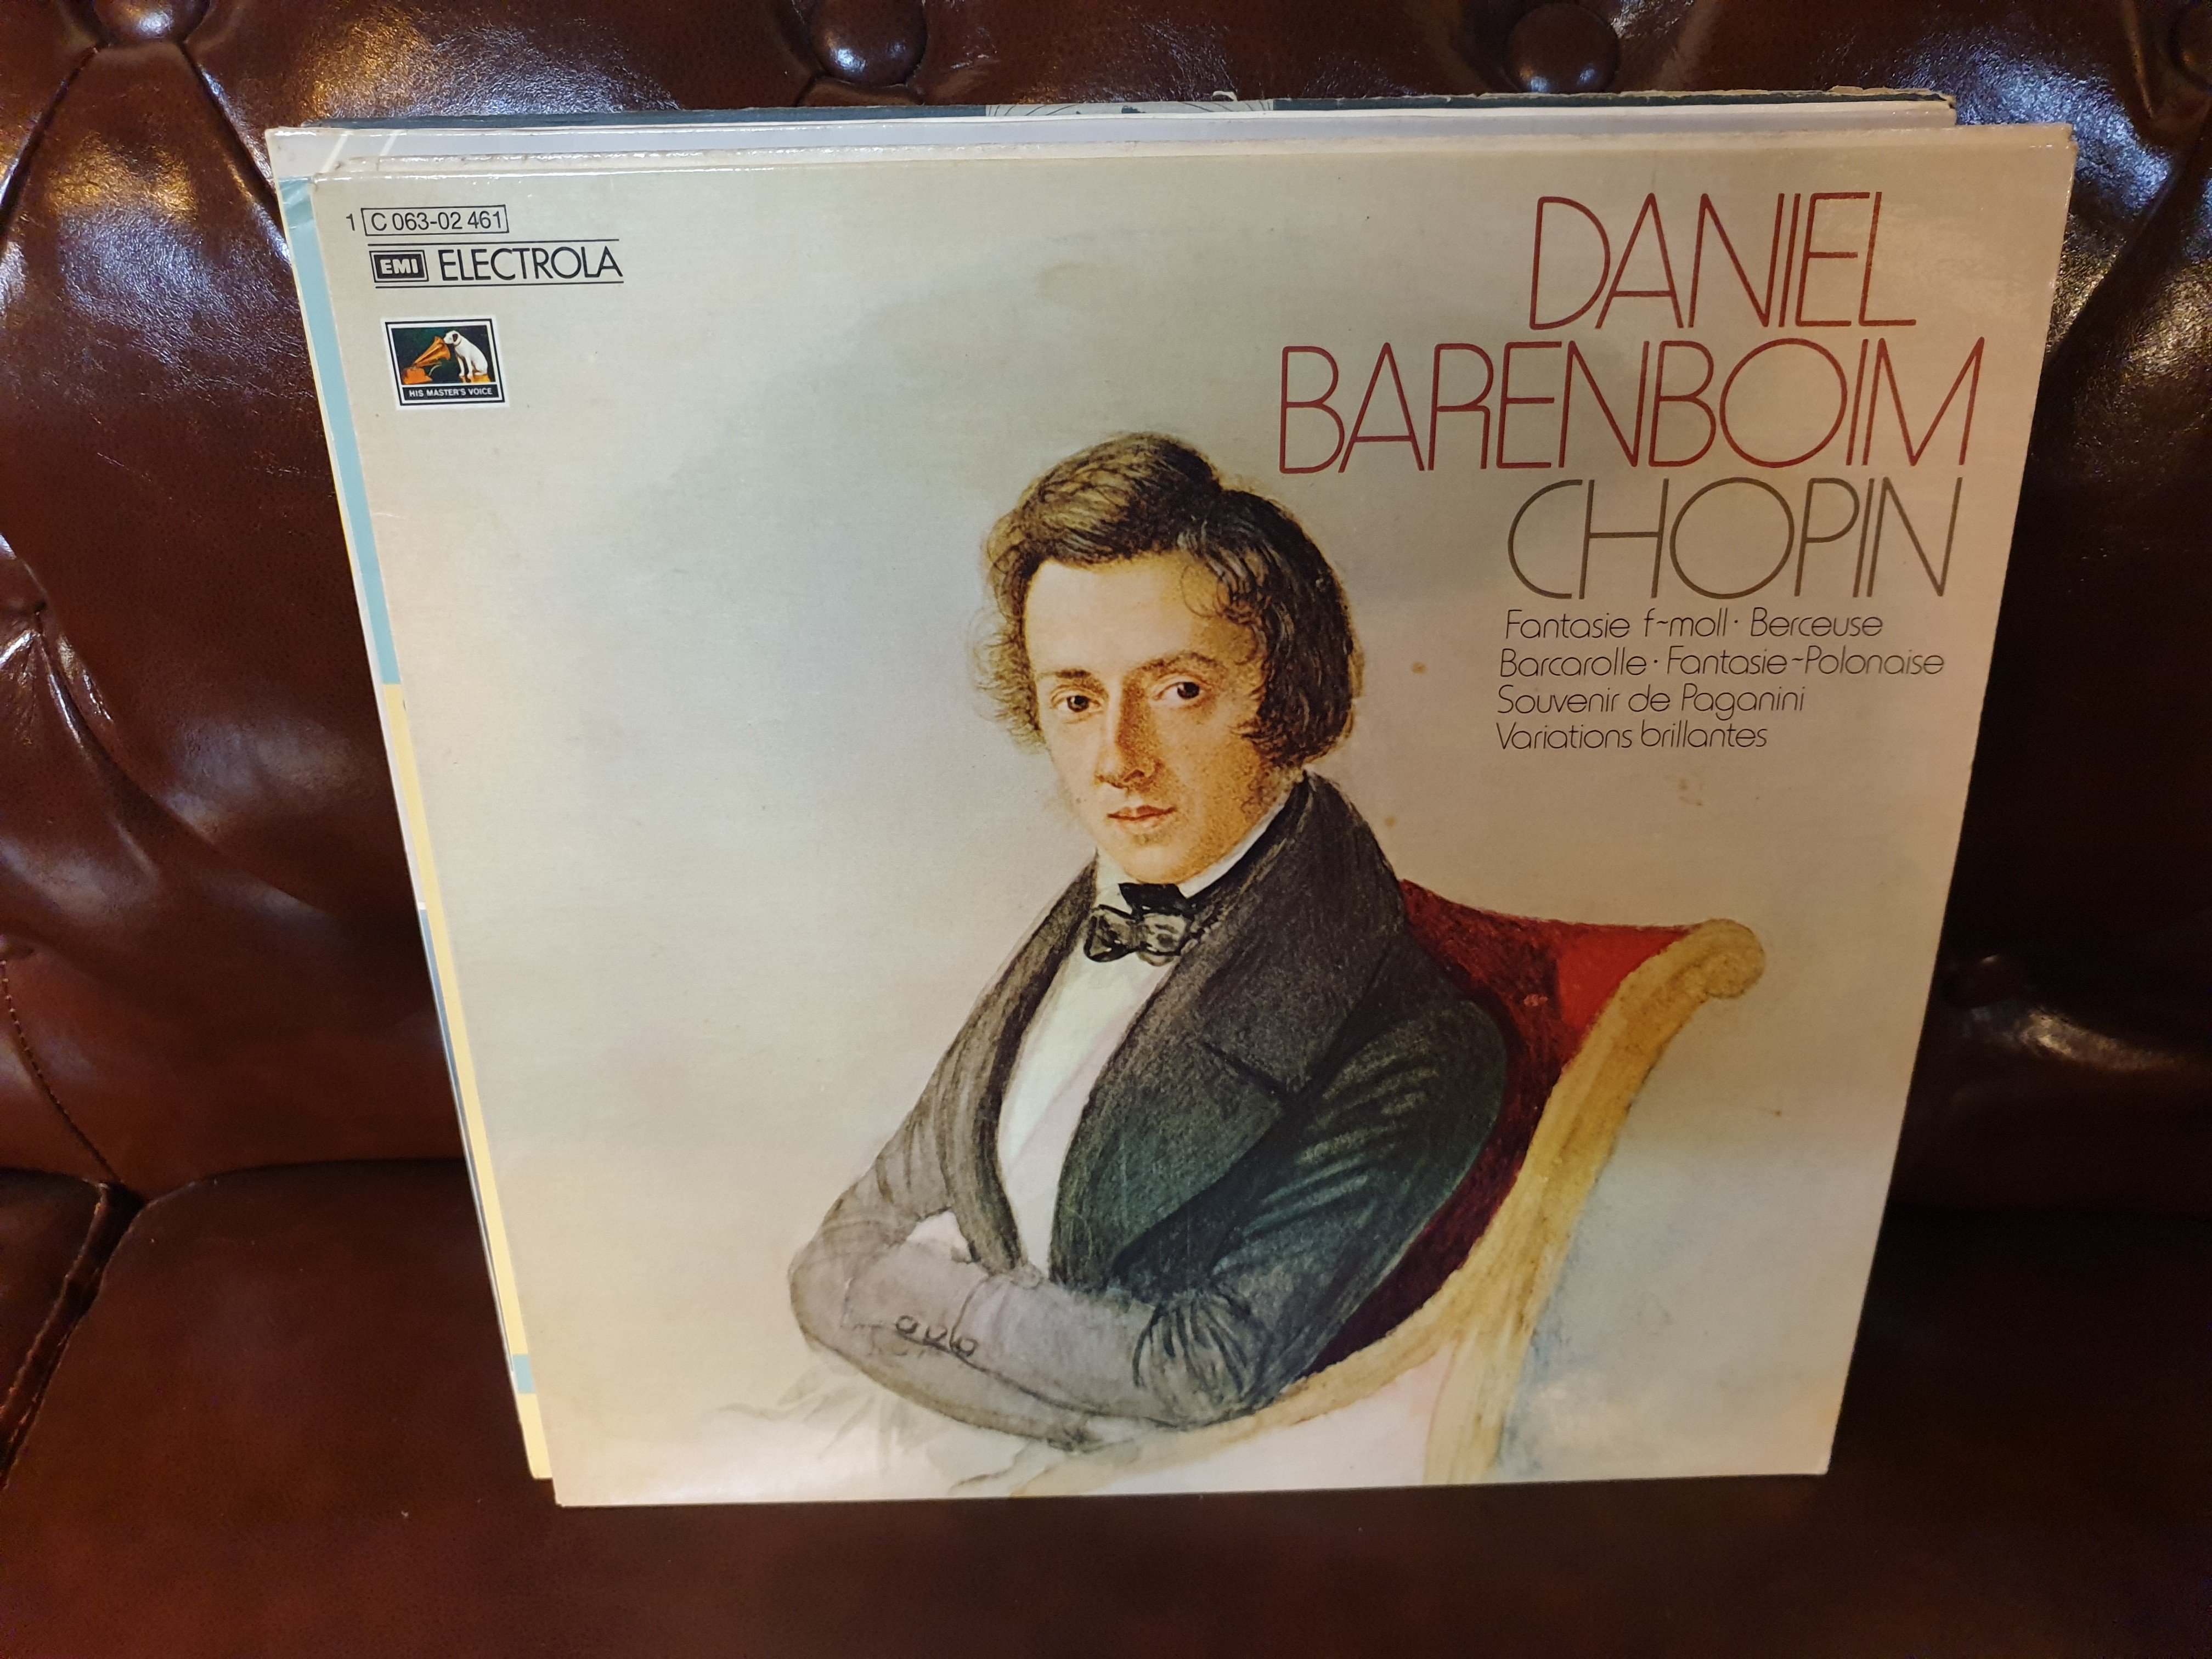 1 C 063-02 461
EMI ELECTROLA
HIS MASTER'S VOICE
DANIEL
BARENBOIM
CHOPIN
Fantasie f-moll · Berceuse
Barcarolle · Fantasie-Polonaise
Souvenir de Paganini
Variations brillantes